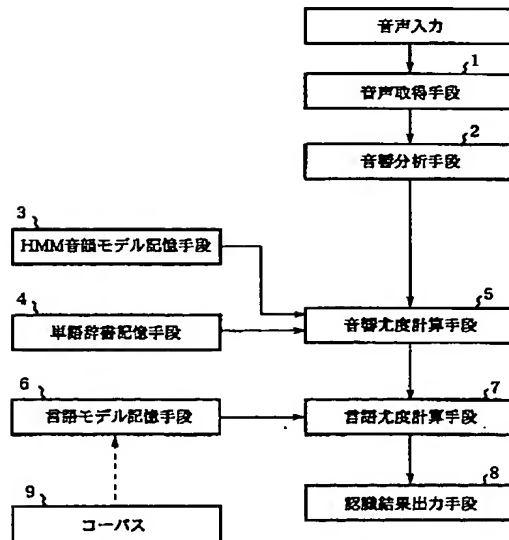 音声入力
1
音声取得手段
2
音響分析手段
3
HMM音韻モデル記憶手段
4
単語辞書記憶手段
5
音響尤度計算手段
6
言語モデル記憶手段
7
言語尤度計算手段
8
認識結果出力手段
9
コーパス